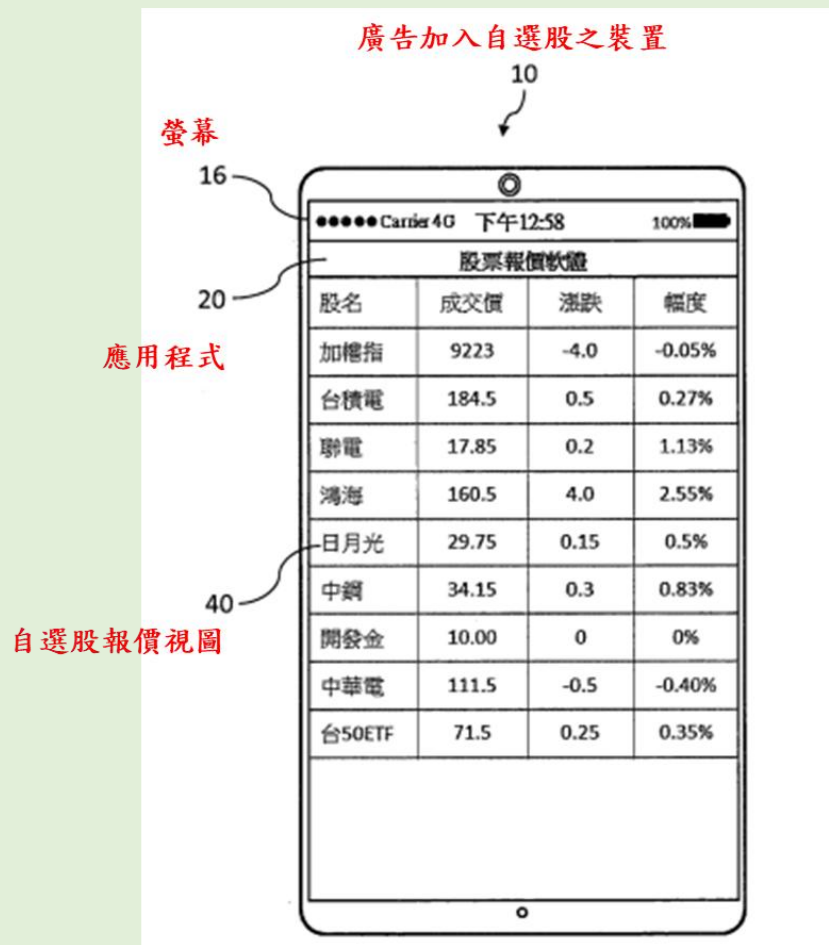 廣告加入自選股之裝置
10
螢幕
16
●●●●● Carrier 4G 下午12:58 100%
20
股票報價軟體
股名 成交價 漲跌 幅度
應用程式
加權指 9223 -4.0 -0.05%
台積電 184.5 0.5 0.27%
聯電 17.85 0.2 1.13%
鴻海 160.5 4.0 2.55%
日月光 29.75 0.15 0.5%
40
中鋼 34.15 0.3 0.83%
自選股報價視圖
開發金 10.00 0 0%
中華電 111.5 -0.5 -0.40%
台50ETF 71.5 0.25 0.35%